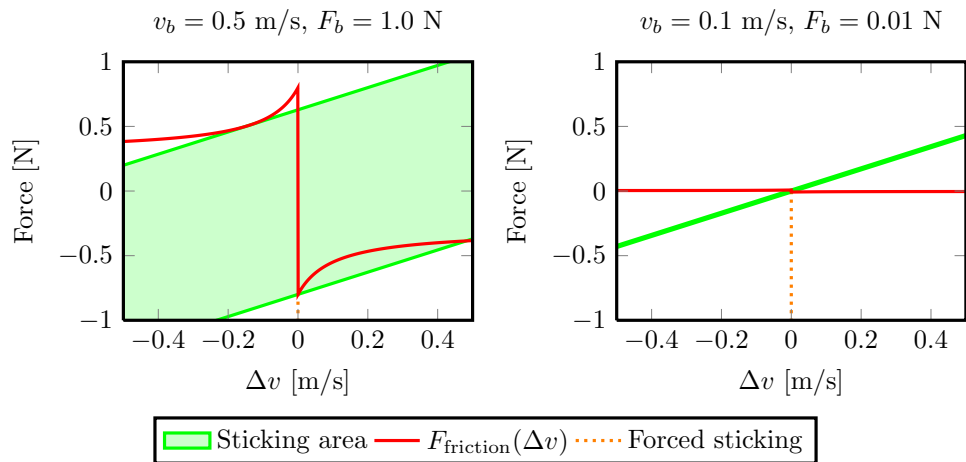 v_b = 0.5 m/s, F_b = 1.0 N
1
0.5
0
−0.5
−1
Force [N]
−0.4 −0.2 0 0.2 0.4
Δv [m/s]
v_b = 0.1 m/s, F_b = 0.01 N
1
0.5
0
−0.5
−1
Force [N]
−0.4 −0.2 0 0.2 0.4
Δv [m/s]
Sticking area F_friction(Δv) Forced sticking